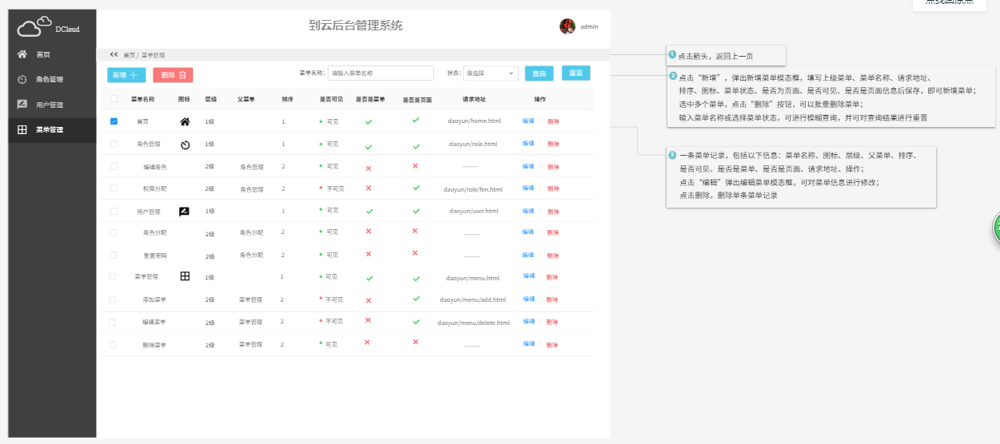 点找回原点
DCloud
到云后台管理系统
admin
首页
角色管理
用户管理
菜单管理
首页 / 菜单管理
新增
删除
菜单名称：
请输入菜单名称
状态：
请选择
查询
重置
菜单名称 图标 层级 父菜单 排序 是否可见 是否是菜单 是否是页面 请求地址 操作
首页 1级 1 可见 daoyun/home.html 编辑 删除
角色管理 1级 1 可见 daoyun/role.html 编辑 删除
编辑角色 2级 角色管理 2 可见 -------- 编辑 删除
权限分配 2级 角色管理 2 不可见 daoyun/role/fen.html 编辑 删除
用户管理 1级 1 可见 daoyun/user.html 编辑 删除
角色分配 2级 角色分配 2 可见 -------- 编辑 删除
重置密码 2级 角色分配 2 可见 -------- 编辑 删除
菜单管理 1级 1 可见 daoyun/menu.html 编辑 删除
添加菜单 2级 菜单管理 2 不可见 daoyun/menu/add.html 编辑 删除
编辑菜单 2级 菜单管理 2 不可见 daoyun/menu/delete.html 编辑 删除
删除菜单 2级 菜单管理 2 可见 -------- 编辑 删除
1 点击箭头，返回上一页
2 点击“新增”，弹出新增菜单模态框，填写上级菜单、菜单名称、请求地址、
排序、图标、菜单状态、是否为页面、是否可见、是否是页面信息后保存，即可新增菜单；
选中多个菜单，点击“删除”按钮，可以批量删除菜单；
输入菜单名称或选择菜单状态，可进行模糊查询，并可对查询结果进行重置
3 一条菜单记录，包括以下信息：菜单名称、图标、层级、父菜单、排序、
是否可见、是否是菜单、是否是页面、请求地址、操作；
点击“编辑”弹出编辑菜单模态框，可对菜单信息进行修改；
点击删除，删除单条菜单记录